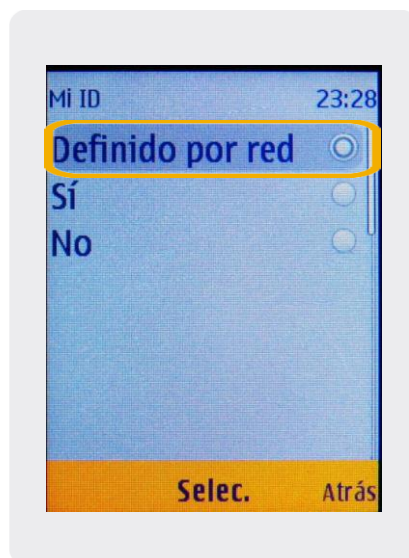 Mi ID 23:28
Definido por red
Sí
No
Selec. Atrás